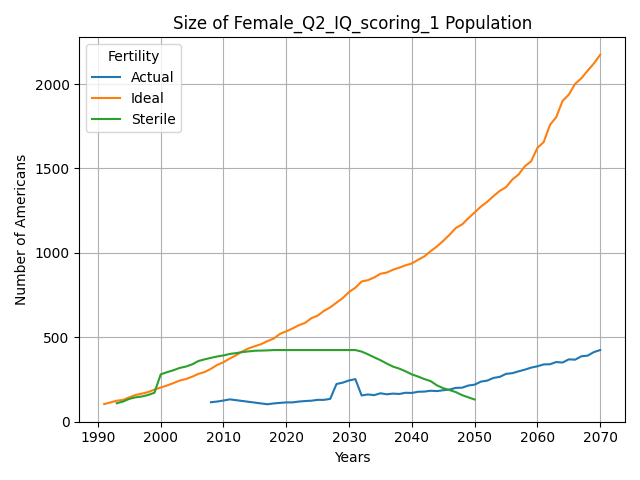 Size of Female_Q2_IQ_scoring_1 Population
Fertility
Actual
Ideal
Sterile
Number of Americans
2000
1500
1000
500
0
1990 2000 2010 2020 2030 2040 2050 2060 2070
Years